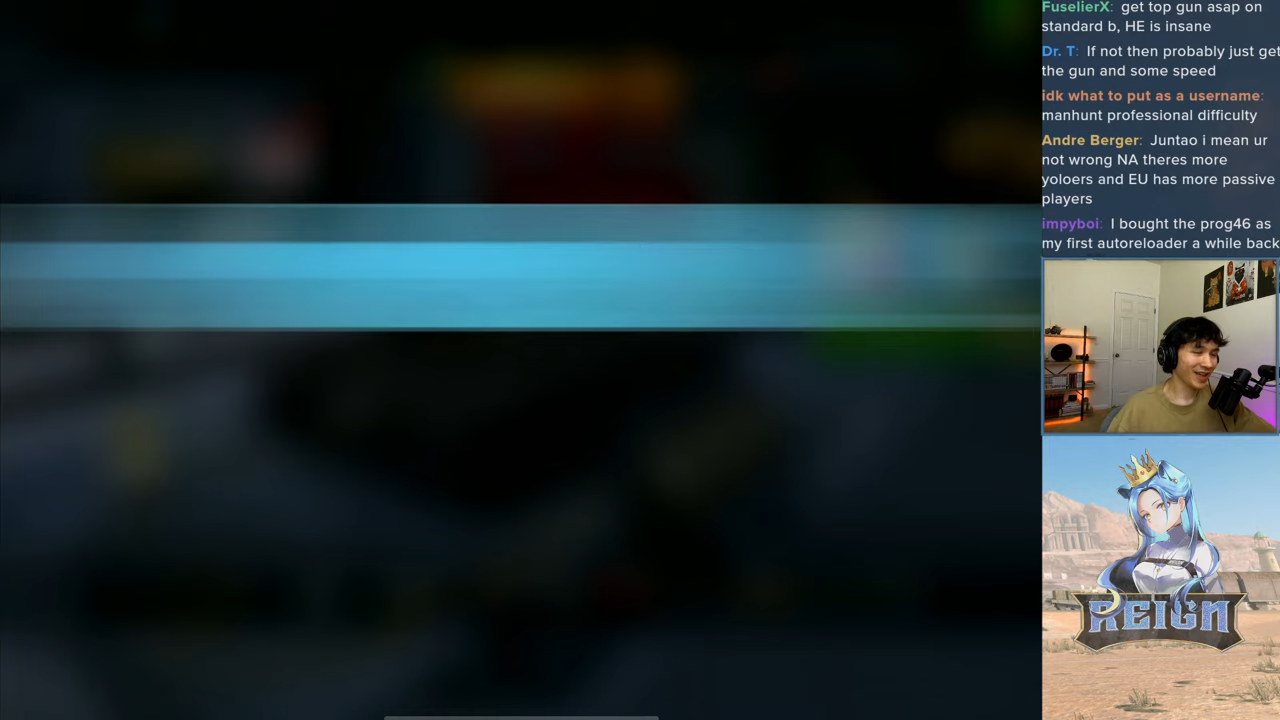 FuselierX: get top gun asap on
standard b, HE is insane
Dr. T: If not then probably just get
the gun and some speed
idk what to put as a username:
manhunt professional difficulty
Andre Berger: Juntao i mean ur
not wrong NA theres more
yoloers and EU has more passive
players
impyboi: I bought the prog46 as
my first autoreloader a while back
REIGN